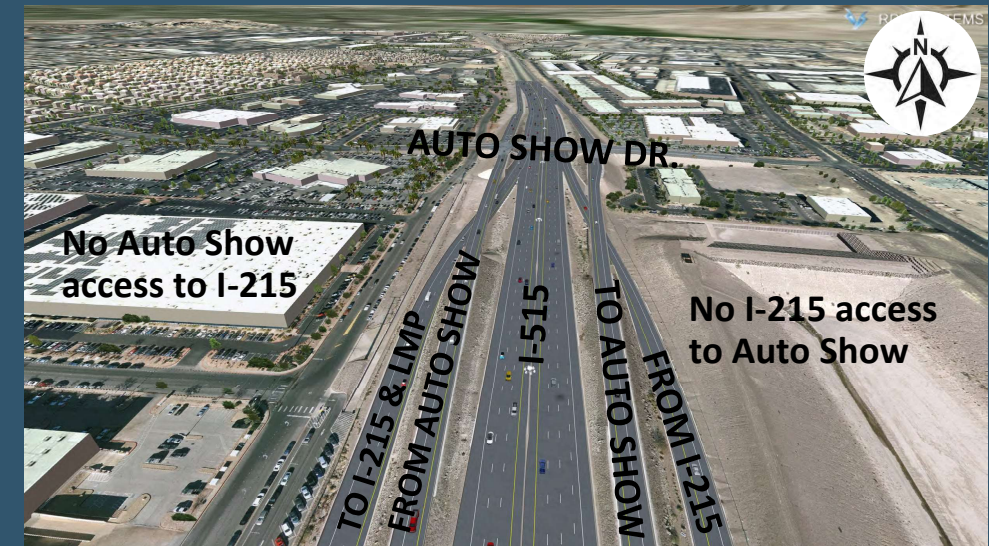 N
AUTO SHOW DR.
No Auto Show
access to I-215
No I-215 access
to Auto Show
TO I-215 & LMP
FROM AUTO SHOW
I-515
TO AUTO SHOW
FROM I-215